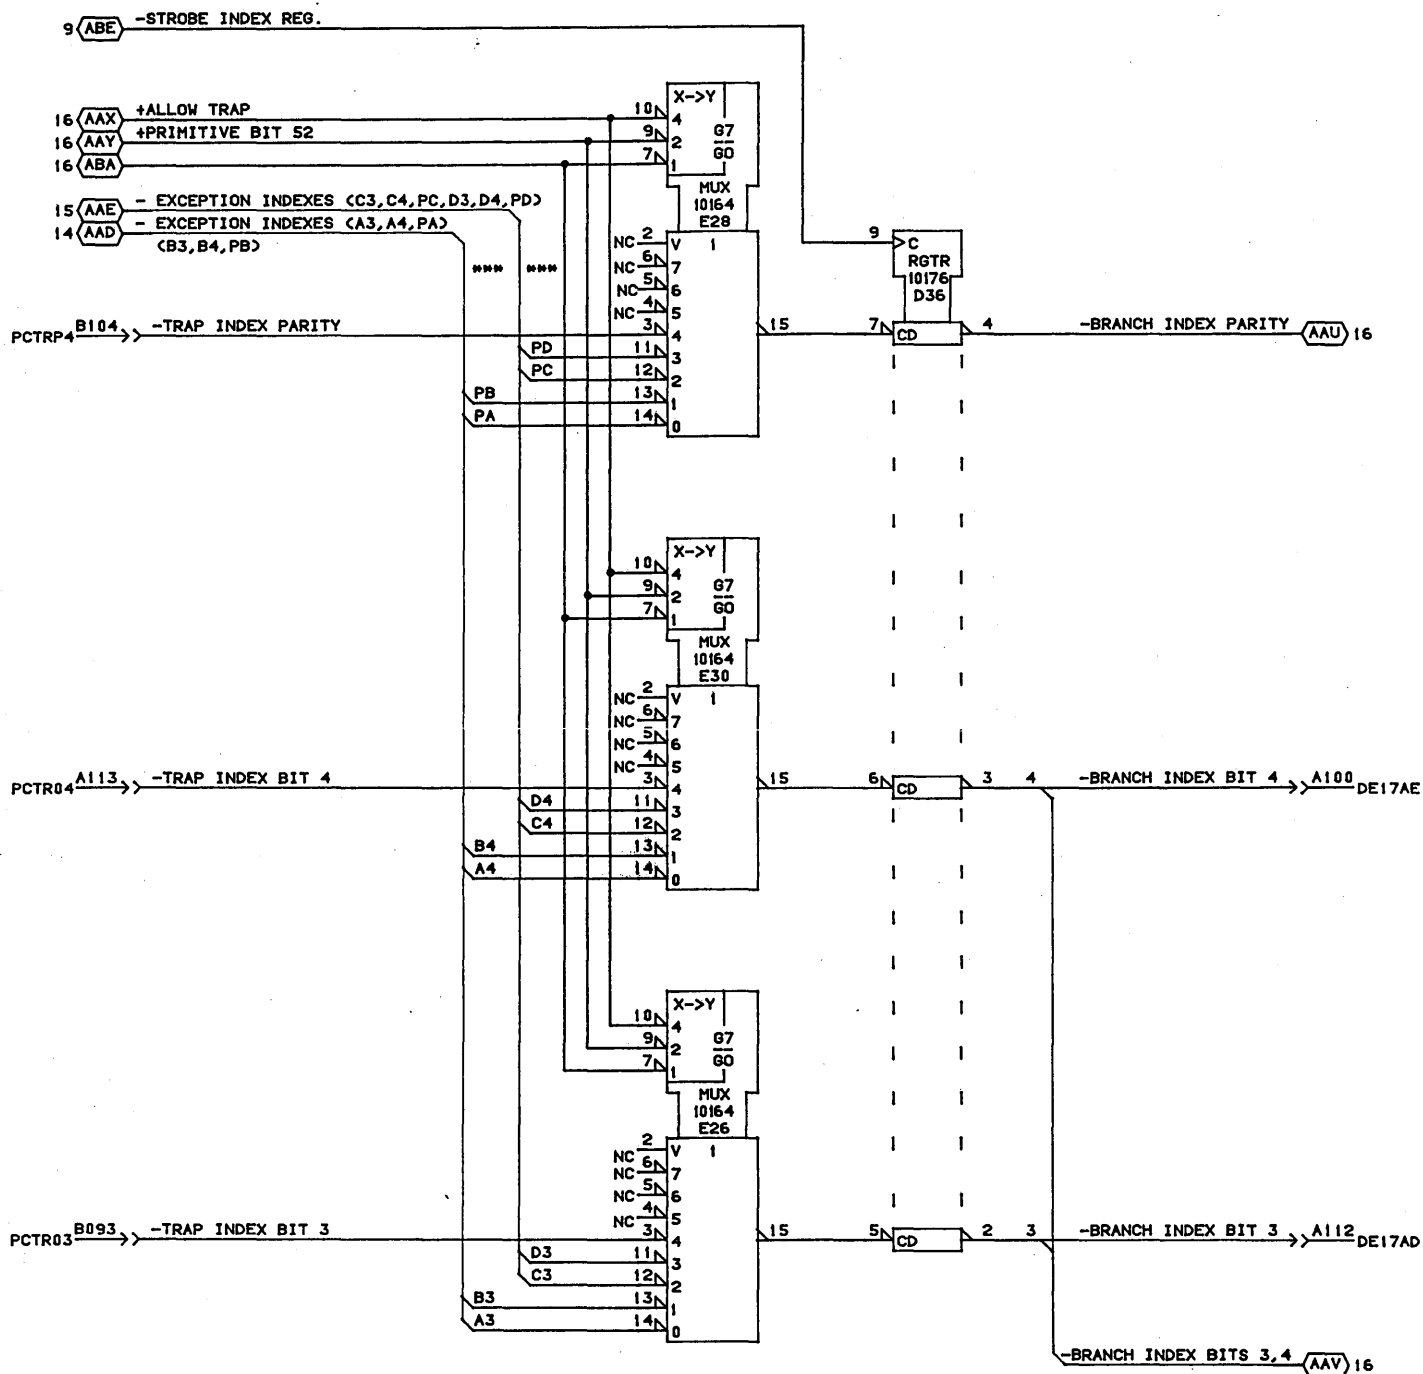 9 ABE -STROBE INDEX REG.
16 AAX +ALLOW TRAP
16 AAY +PRIMITIVE BIT 52
16 ABA
15 AAE - EXCEPTION INDEXES (C3,C4,PC,D3,D4,PD)
14 AAD - EXCEPTION INDEXES (A3,A4,PA)
(B3,B4,PB)
*** ***
X->Y
10 4
9 2 G7
7 1 G0
MUX
10164
E28
NC 2 V 1
NC 6 7
NC 5 6
NC 4 5
PCTRP4 B104 -TRAP INDEX PARITY 3 4 15
PD 11 3
PC 12 2
PB 13 1
PA 14 0
9 C
RGTR
10176
D36
7 CD 4 -BRANCH INDEX PARITY AAU 16
X->Y
10 4
9 2 G7
7 1 G0
MUX
10164
E30
NC 2 V 1
NC 6 7
NC 5 6
NC 4 5
PCTR04 A113 -TRAP INDEX BIT 4 3 4 15
D4 11 3
C4 12 2
B4 13 1
A4 14 0
6 CD 3 4 -BRANCH INDEX BIT 4 A100 DE17AE
X->Y
10 4
9 2 G7
7 1 G0
MUX
10164
E26
NC 2 V 1
NC 6 7
NC 5 6
NC 4 5
PCTR03 B093 -TRAP INDEX BIT 3 3 4 15
D3 11 3
C3 12 2
B3 13 1
A3 14 0
5 CD 2 3 -BRANCH INDEX BIT 3 A112 DE17AD
-BRANCH INDEX BITS 3,4 AAV 16